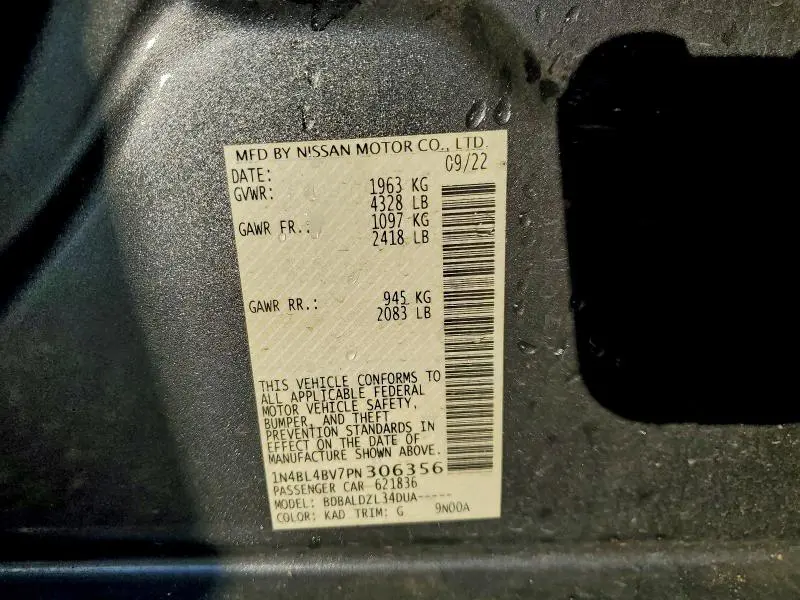 MFD BY NISSAN MOTOR CO., LTD.
DATE: 09/22
GVWR: 1963 KG
4328 LB
GAWR FR.: 1097 KG
2418 LB
GAWR RR.: 945 KG
2083 LB
THIS VEHICLE CONFORMS TO
ALL APPLICABLE FEDERAL
MOTOR VEHICLE SAFETY,
BUMPER, AND THEFT
PREVENTION STANDARDS IN
EFFECT ON THE DATE OF
MANUFACTURE SHOWN ABOVE.
1N4BL4BV7PN306356
PASSENGER CAR 621836
MODEL: BDBALDZL34DUA-----
COLOR: KAD TRIM: G 9N00A